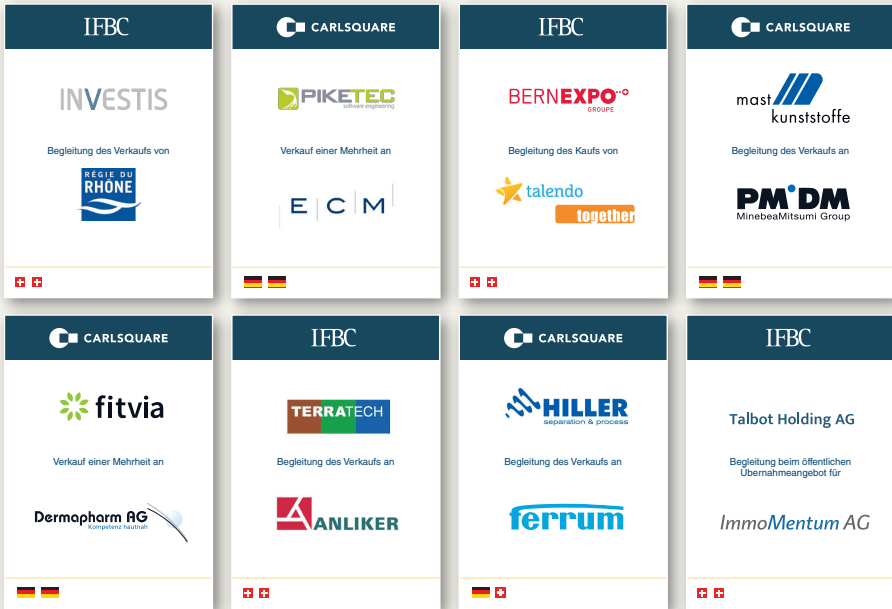 IFBC
INVESTIS
Begleitung des Verkaufs von
RÉGIE DU
RHÔNE
CARLSQUARE
PIKETEC
software engineering
Verkauf einer Mehrheit an
E C M
IFBC
BERNEXPO
GROUPE
Begleitung des Kaufs von
talendo
together
CARLSQUARE
mast
kunststoffe
Begleitung des Verkaufs an
PM DM
MinebeaMitsumi Group
CARLSQUARE
fitvia
Verkauf einer Mehrheit an
Dermapharm AG
Kompetenz hautnah
IFBC
TERRATECH
Begleitung des Verkaufs an
ANLIKER
CARLSQUARE
HILLER
separation & process
Begleitung des Verkaufs an
ferrum
IFBC
Talbot Holding AG
Begleitung beim öffentlichen
Übernahmeangebot für
ImmoMentum AG